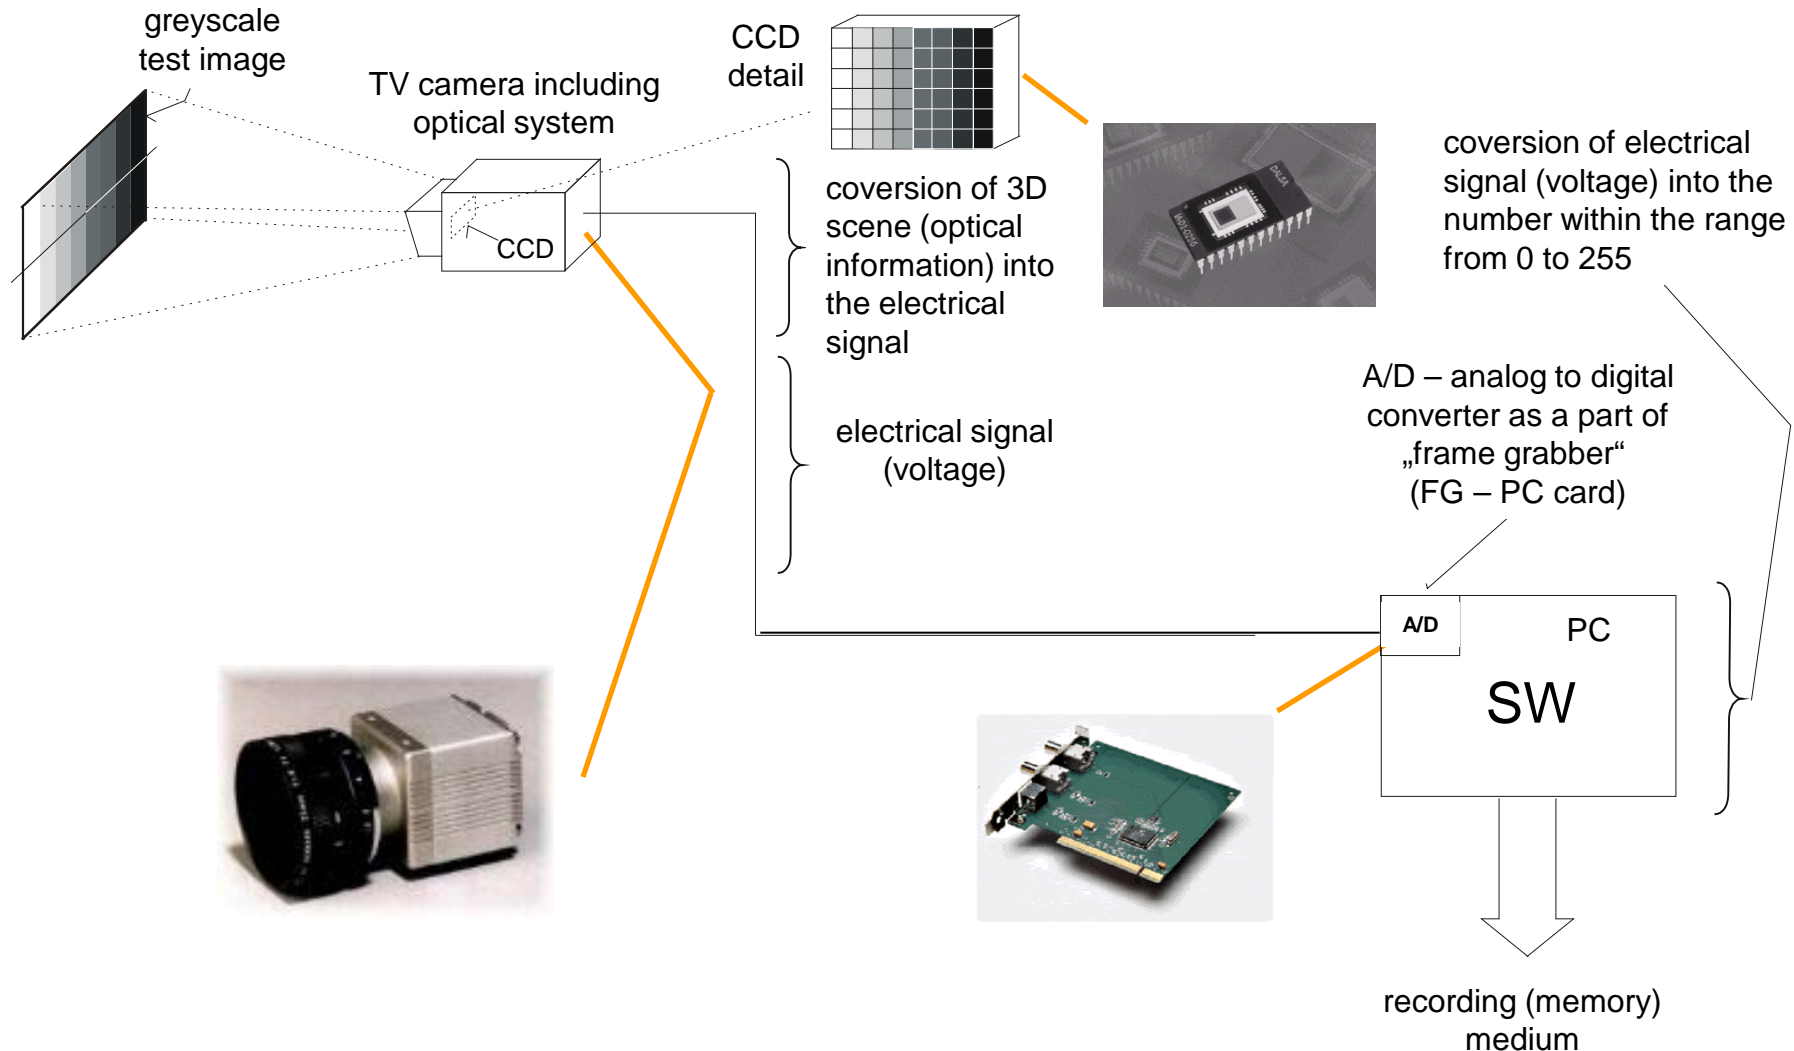 greyscale
test image
TV camera including
optical system
CCD
detail
CCD
coversion of 3D
scene (optical
information) into
the electrical
signal
DALSA
coversion of electrical
signal (voltage) into the
number within the range
from 0 to 255
electrical signal
(voltage)
A/D – analog to digital
converter as a part of
„frame grabber“
(FG – PC card)
A/D
PC
SW
recording (memory)
medium